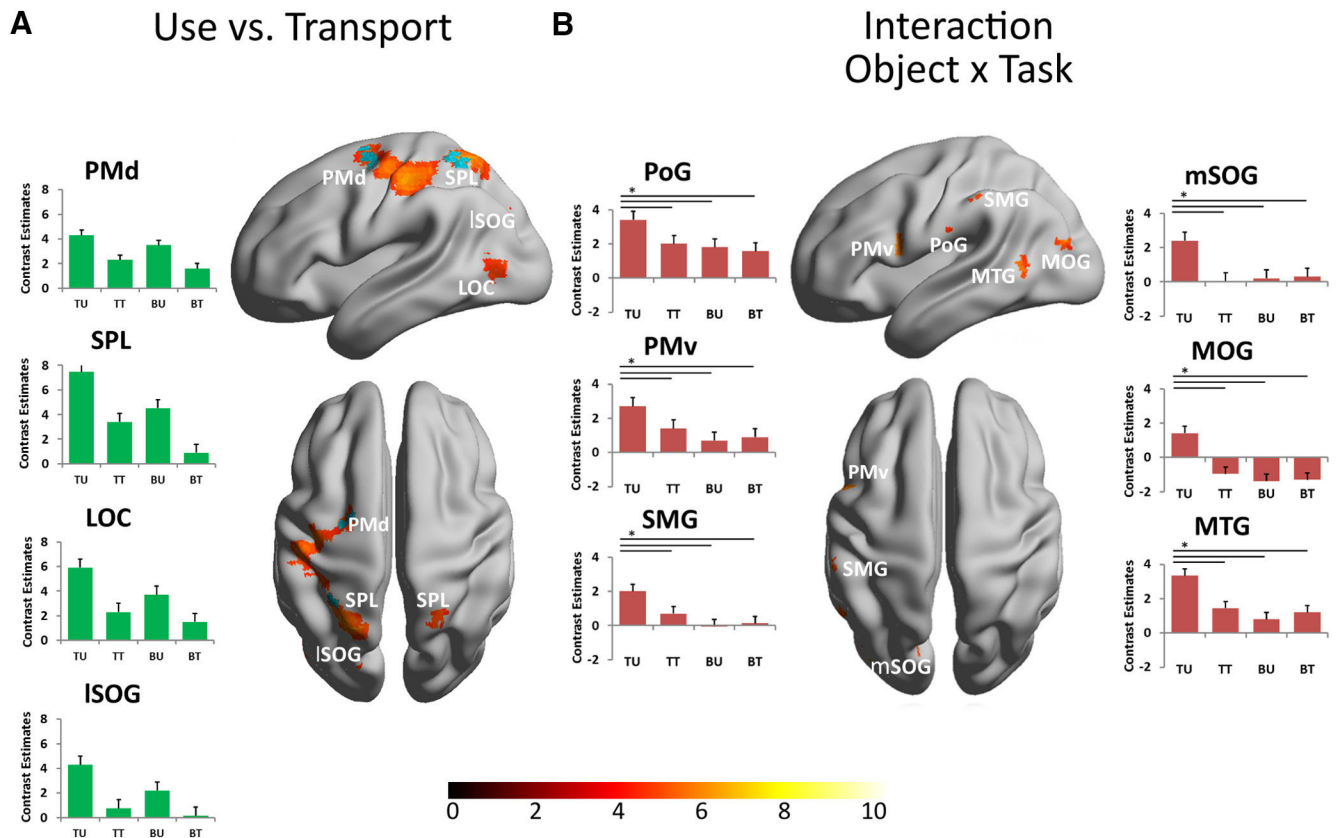 A
Use vs. Transport
B
Interaction
Object x Task
PMd
Contrast Estimates
8
6
4
2
0
TU TT BU BT
SPL
Contrast Estimates
8
6
4
2
0
TU TT BU BT
LOC
Contrast Estimates
8
6
4
2
0
TU TT BU BT
lSOG
Contrast Estimates
8
6
4
2
0
TU TT BU BT
PMd
SPL
lSOG
LOC
PMd
SPL
SPL
lSOG
PoG
*
Contrast Estimates
4
2
0
-2
TU TT BU BT
PMv
*
Contrast Estimates
4
2
0
-2
TU TT BU BT
SMG
*
Contrast Estimates
4
2
0
-2
TU TT BU BT
SMG
PMv
PoG
MTG
MOG
PMv
SMG
mSOG
mSOG
*
Contrast Estimates
4
2
0
-2
TU TT BU BT
MOG
*
Contrast Estimates
4
2
0
-2
TU TT BU BT
MTG
*
Contrast Estimates
4
2
0
-2
TU TT BU BT
0 2 4 6 8 10